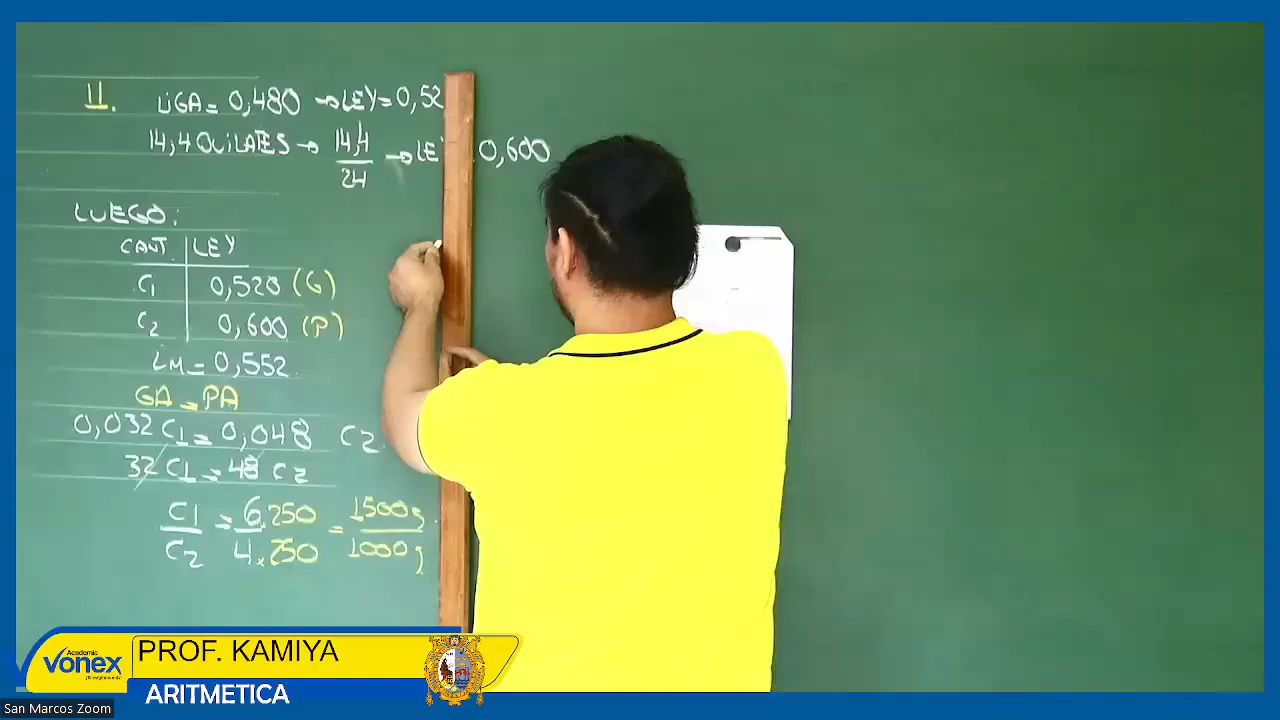 11. LIGA = 0,480 → LEY = 0,52
14,4 QUILATES → 14,4/24 → LE 0,600
LUEGO:
CANT. | LEY
C1 | 0,520 (G)
C2 | 0,600 (P)
LM = 0,552
GA = PA
0,032 C1 = 0,048 C2.
32 C1 = 48 C2
C1/C2 = 6.250/4×250 = 1500g/1000g
PROF. KAMIYA
Academia
vonex
ARITMETICA
San Marcos Zoom